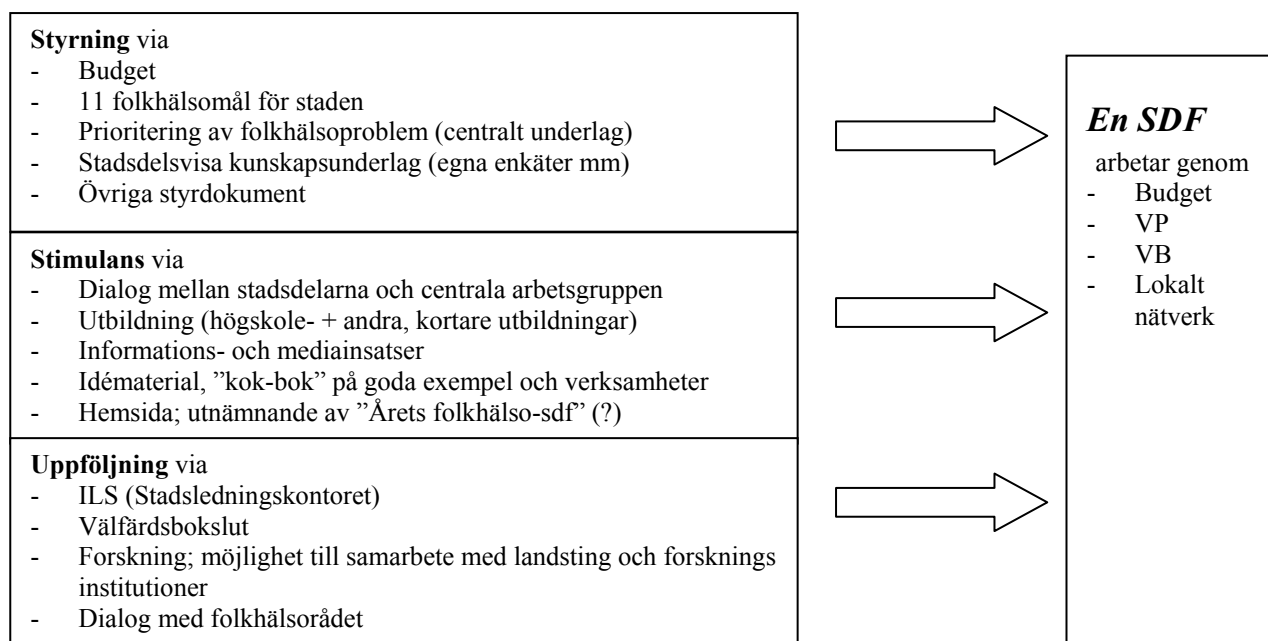 Styrning via
- Budget
- 11 folkhälsomål för staden
- Prioritering av folkhälsoproblem (centralt underlag)
- Stadsdelsvisa kunskapsunderlag (egna enkäter mm)
- Övriga styrdokument
Stimulans via
- Dialog mellan stadsdelarna och centrala arbetsgruppen
- Utbildning (högskole- + andra, kortare utbildningar)
- Informations- och mediainsatser
- Idématerial, ”kok-bok” på goda exempel och verksamheter
- Hemsida; utnämnande av ”Årets folkhälso-sdf” (?)
Uppföljning via
- ILS (Stadsledningskontoret)
- Välfärdsbokslut
- Forskning; möjlighet till samarbete med landsting och forsknings
institutioner
- Dialog med folkhälsorådet
En SDF
arbetar genom
- Budget
- VP
- VB
- Lokalt
nätverk